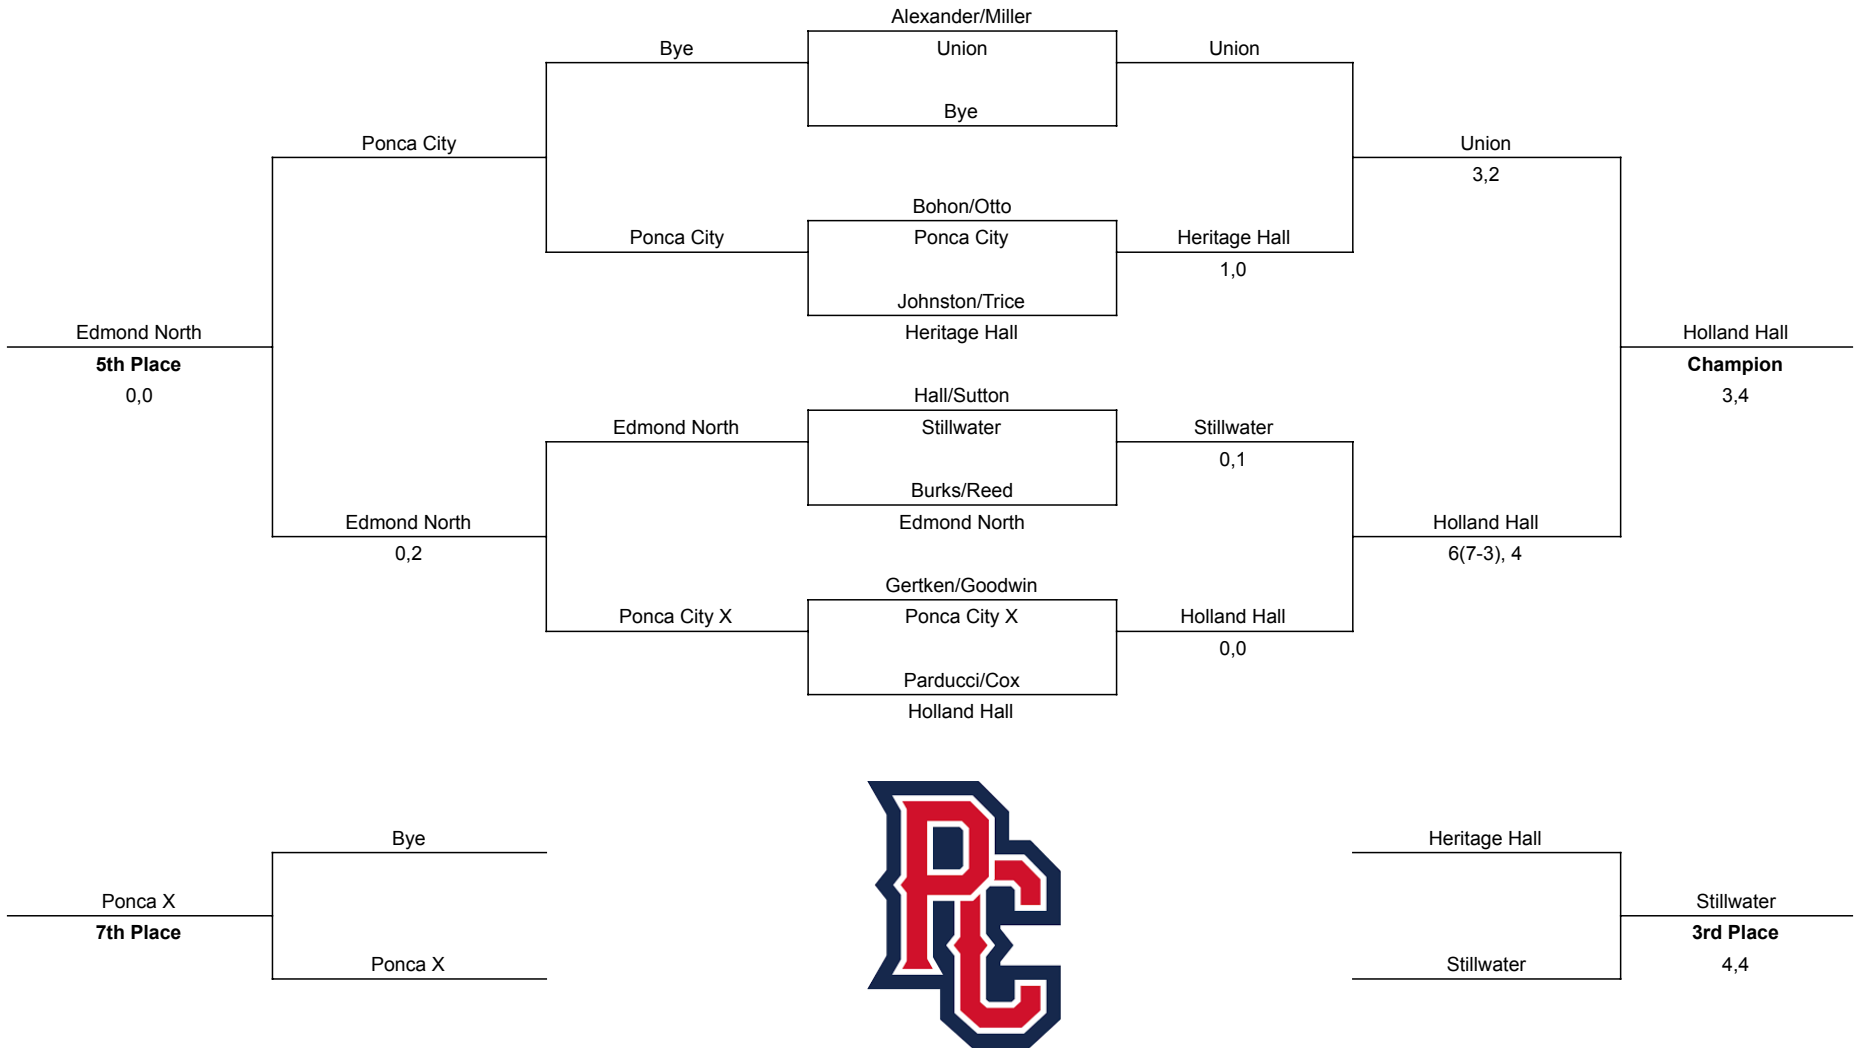 Alexander/Miller
Bye
Union
Union
Bye
Ponca City
Union
3,2
Bohon/Otto
Ponca City
Ponca City
Heritage Hall
1,0
Johnston/Trice
Heritage Hall
Edmond North
5th Place
0,0
Holland Hall
Champion
3,4
Hall/Sutton
Edmond North
Stillwater
Stillwater
0,1
Burks/Reed
Edmond North
Edmond North
0,2
Holland Hall
6(7-3), 4
Gertken/Goodwin
Ponca City X
Ponca City X
Holland Hall
0,0
Parducci/Cox
Holland Hall
Bye
Heritage Hall
Ponca X
7th Place
Stillwater
3rd Place
4,4
Ponca X
Stillwater
PC